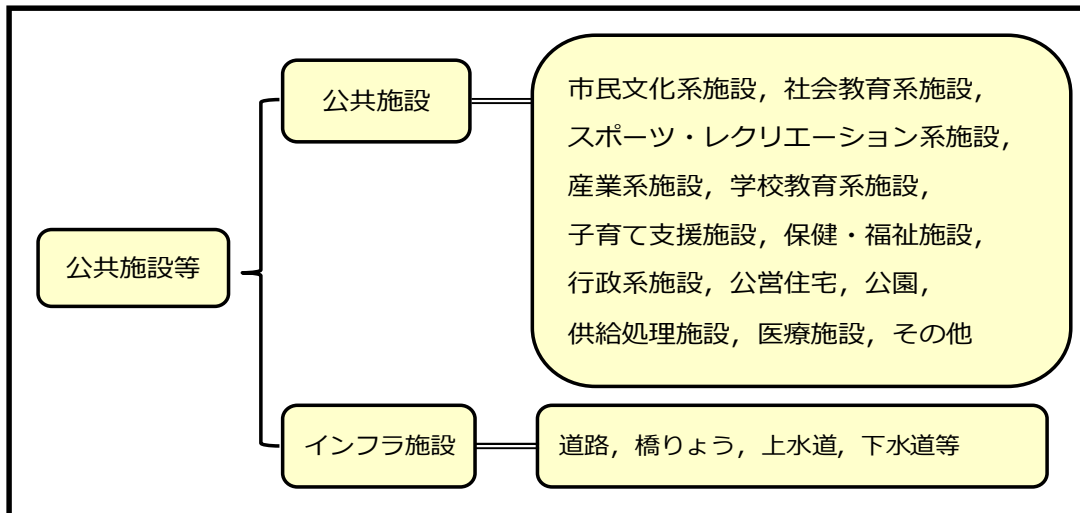 公共施設等
公共施設
市民文化系施設，社会教育系施設，
スポーツ・レクリエーション系施設，
産業系施設，学校教育系施設，
子育て支援施設，保健・福祉施設，
行政系施設，公営住宅，公園，
供給処理施設，医療施設，その他
インフラ施設
道路，橋りょう，上水道，下水道等